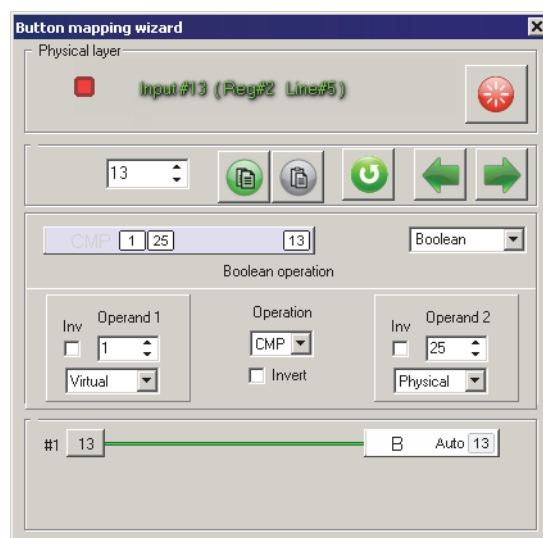 Button mapping wizard
Physical layer
Input#13 (Reg#2 Line#5)
13
CMP 1 25 13 Boolean
Boolean operation
Operand 1 Operation Operand 2
Inv Inv
1 CMP 25
Virtual Invert Physical
#1 13 B Auto 13